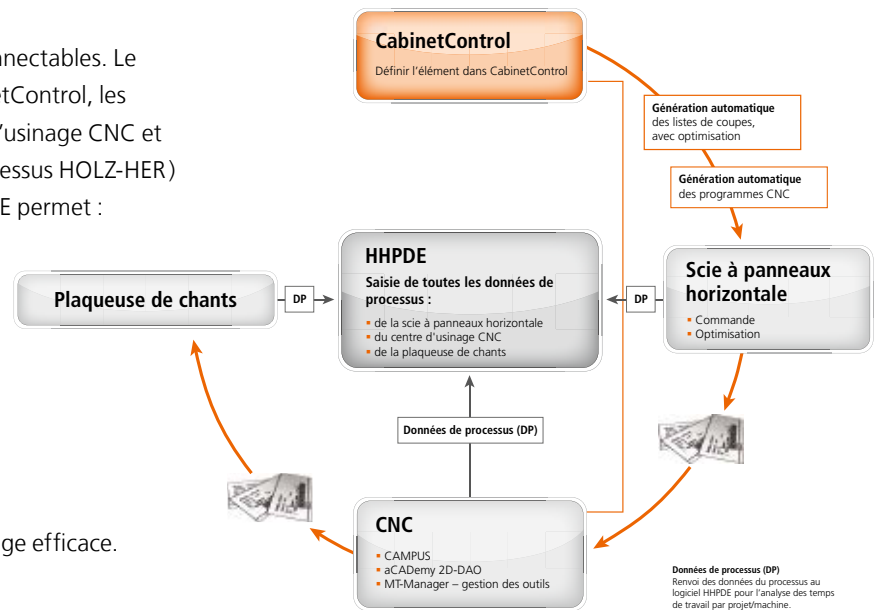 nnectables. Le
etControl, les
'usinage CNC et
essus HOLZ-HER)
E permet :
ge efficace.
CabinetControl
Définir l'élément dans CabinetControl
Génération automatique
des listes de coupes,
avec optimisation
Génération automatique
des programmes CNC
Plaqueuse de chants
DP
HHPDE
Saisie de toutes les données de
processus :
▪ de la scie à panneaux horizontale
▪ du centre d'usinage CNC
▪ de la plaqueuse de chants
DP
Scie à panneaux
horizontale
▪ Commande
▪ Optimisation
Données de processus (DP)
CNC
▪ CAMPUS
▪ aCADemy 2D-DAO
▪ MT-Manager – gestion des outils
Données de processus (DP)
Renvoi des données du processus au
logiciel HHPDE pour l'analyse des temps
de travail par projet/machine.